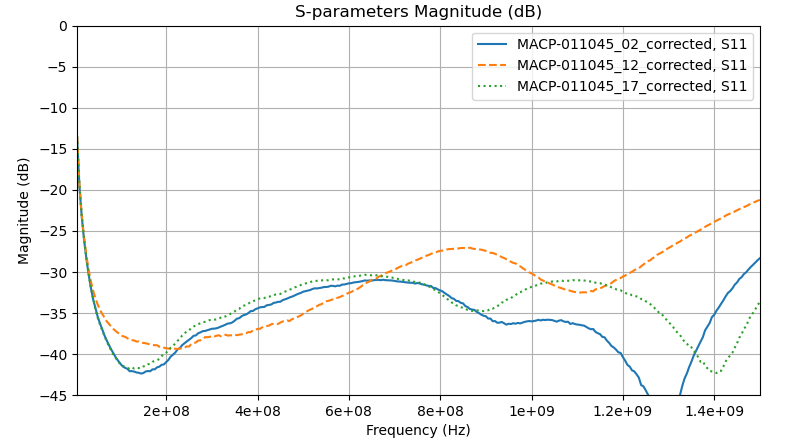 S-parameters Magnitude (dB)
MACP-011045_02_corrected, S11
MACP-011045_12_corrected, S11
MACP-011045_17_corrected, S11
Magnitude (dB)
0
−5
−10
−15
−20
−25
−30
−35
−40
−45
2e+08 4e+08 6e+08 8e+08 1e+09 1.2e+09 1.4e+09
Frequency (Hz)